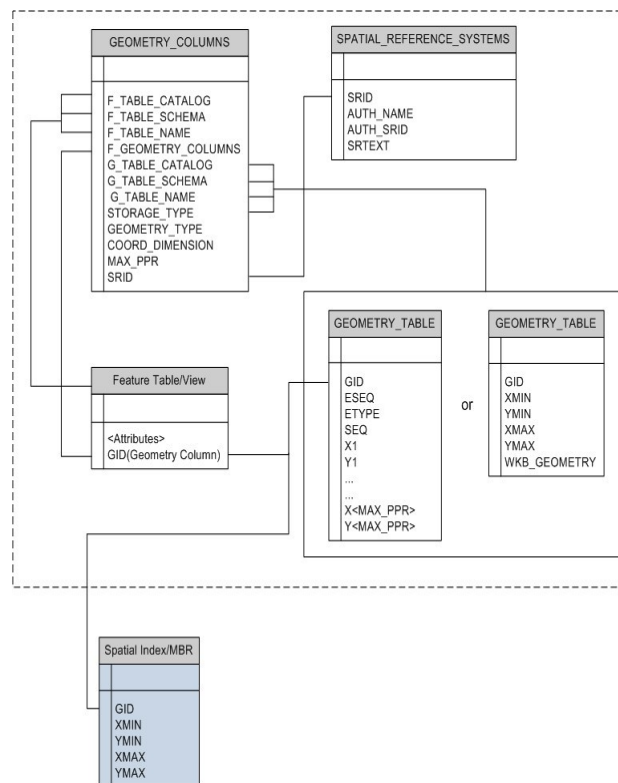 GEOMETRY_COLUMNS
F_TABLE_CATALOG
F_TABLE_SCHEMA
F_TABLE_NAME
F_GEOMETRY_COLUMNS
G_TABLE_CATALOG
G_TABLE_SCHEMA
G_TABLE_NAME
STORAGE_TYPE
GEOMETRY_TYPE
COORD_DIMENSION
MAX_PPR
SRID
SPATIAL_REFERENCE_SYSTEMS
SRID
AUTH_NAME
AUTH_SRID
SRTEXT
Feature Table/View
<Attributes>
GID(Geometry Column)
GEOMETRY_TABLE
GID
ESEQ
ETYPE
SEQ
X1
Y1
...
...
X<MAX_PPR>
Y<MAX_PPR>
or
GEOMETRY_TABLE
GID
XMIN
YMIN
XMAX
YMAX
WKB_GEOMETRY
Spatial Index/MBR
GID
XMIN
YMIN
XMAX
YMAX